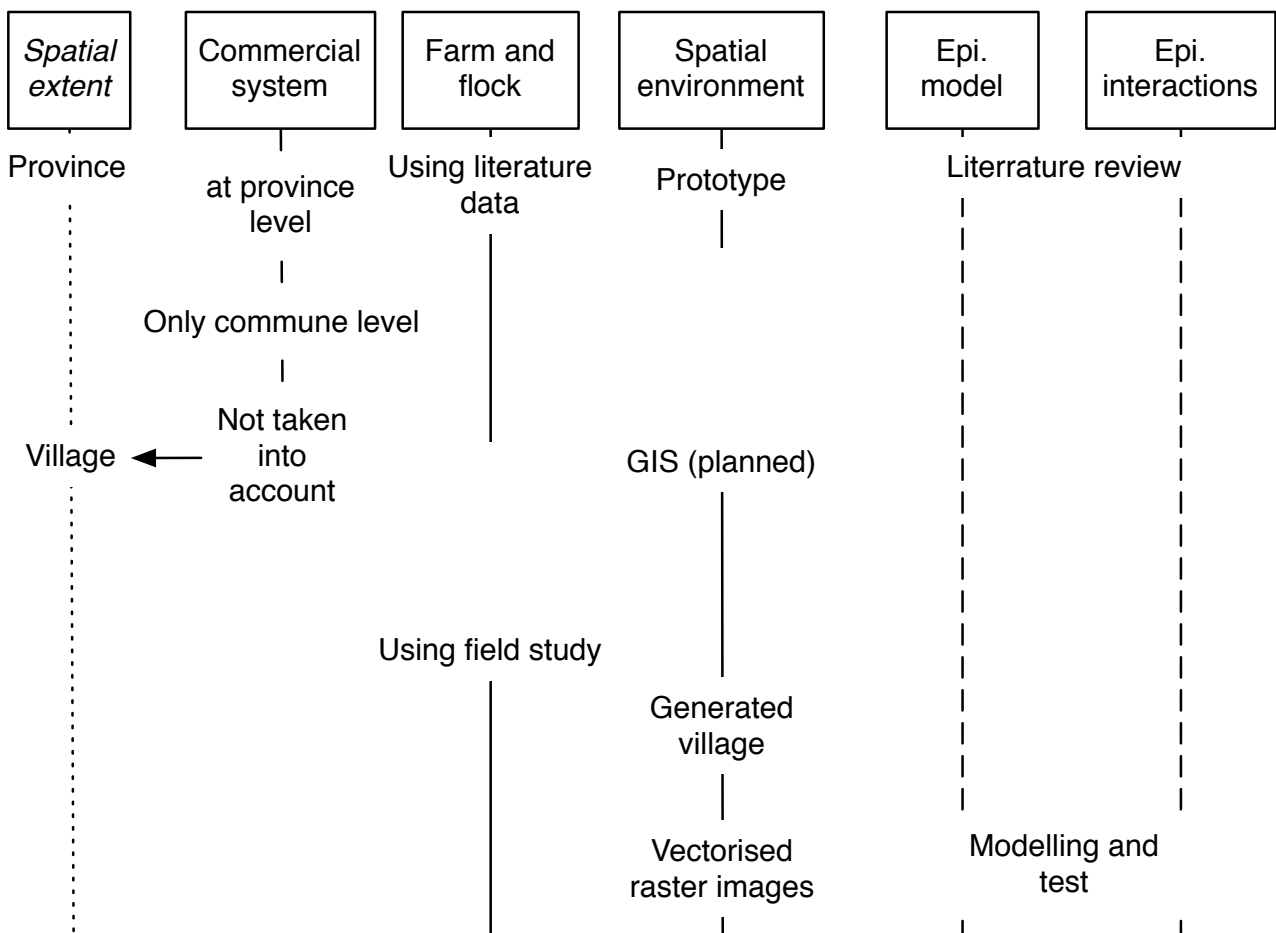 Spatial
extent
Commercial
system
Farm and
flock
Spatial
environment
Epi.
model
Epi.
interactions
Province
at province
level
Using literature
data
Prototype
Literrature review
Only commune level
Not taken
into
account
Village
GIS (planned)
Using field study
Generated
village
Vectorised
raster images
Modelling and
test